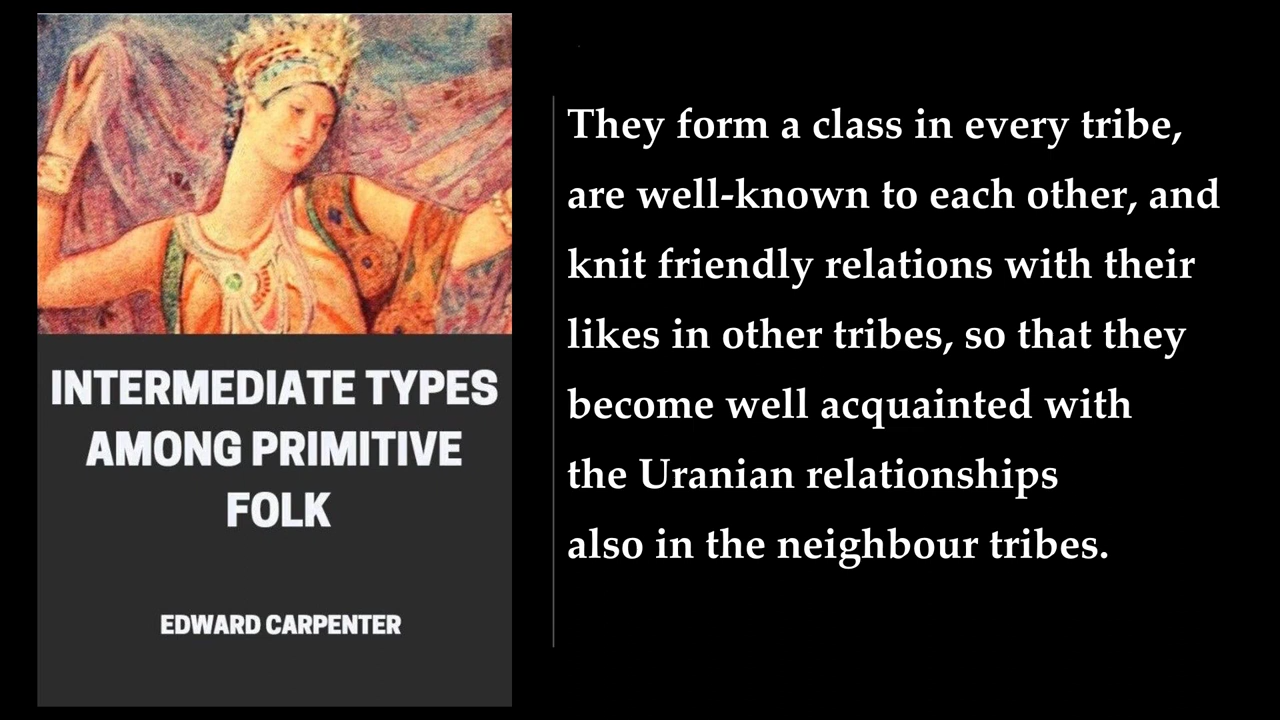 INTERMEDIATE TYPES
AMONG PRIMITIVE
FOLK
EDWARD CARPENTER
They form a class in every tribe,
are well-known to each other, and
knit friendly relations with their
likes in other tribes, so that they
become well acquainted with
the Uranian relationships
also in the neighbour tribes.